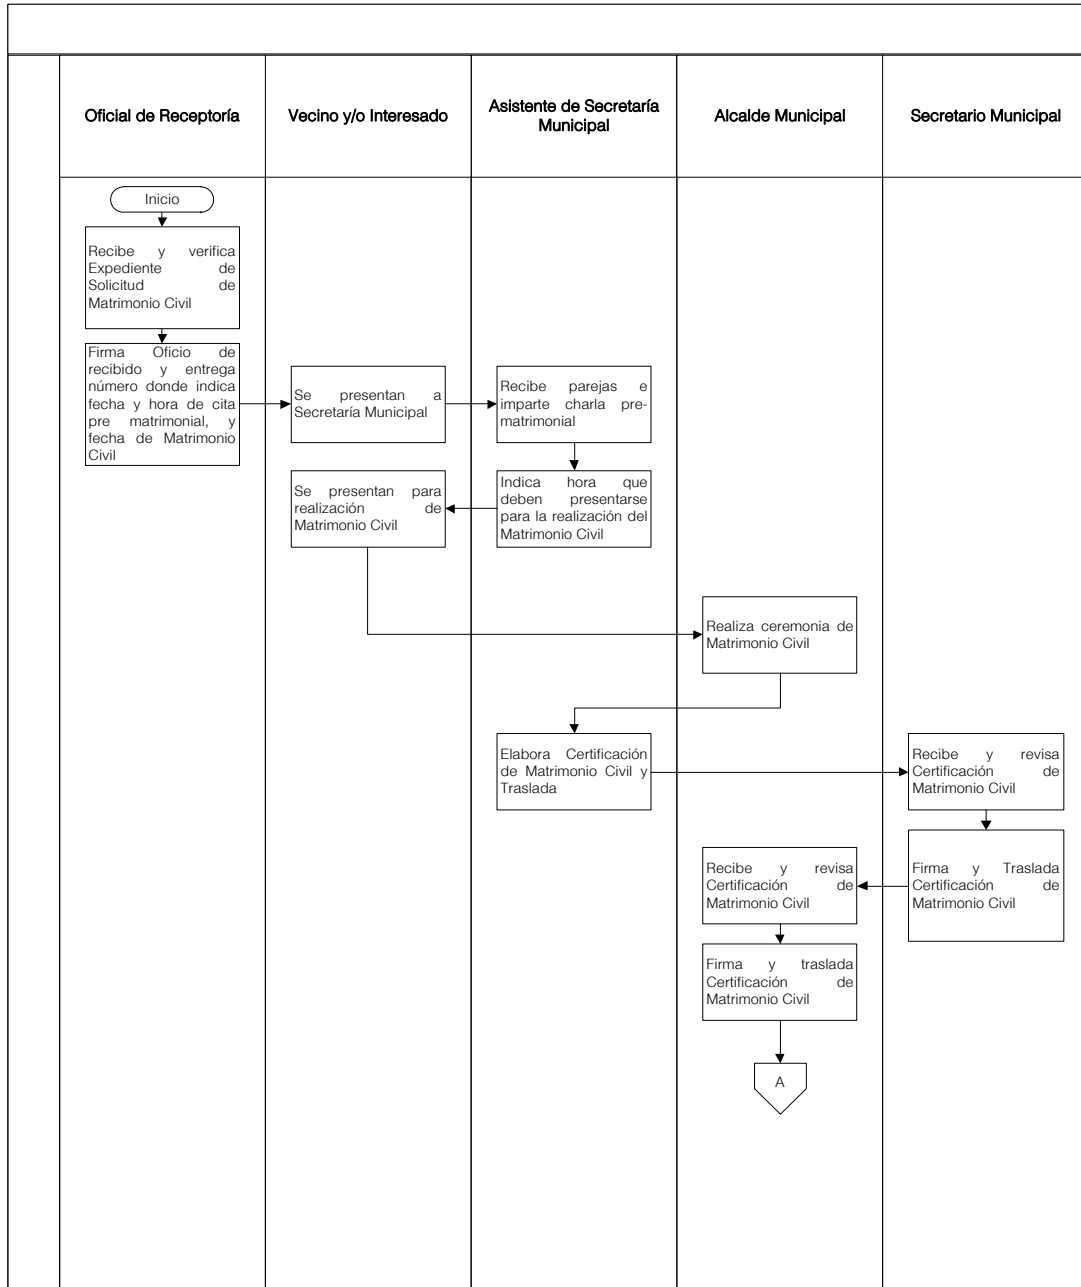 Oficial de Receptoría
Vecino y/o Interesado
Asistente de Secretaría
Municipal
Alcalde Municipal
Secretario Municipal
Inicio
Recibe y verifica
Expediente de
Solicitud de
Matrimonio Civil
Firma Oficio de
recibido y entrega
número donde indica
fecha y hora de cita
pre matrimonial, y
fecha de Matrimonio
Civil
Se presentan a
Secretaría Municipal
Recibe parejas e
imparte charla pre-
matrimonial
Indica hora que
deben presentarse
para la realización del
Matrimonio Civil
Se presentan para
realización de
Matrimonio Civil
Realiza ceremonia de
Matrimonio Civil
Elabora Certificación
de Matrimonio Civil y
Traslada
Recibe y revisa
Certificación de
Matrimonio Civil
Firma y Traslada
Certificación de
Matrimonio Civil
Recibe y revisa
Certificación de
Matrimonio Civil
Firma y traslada
Certificación de
Matrimonio Civil
A